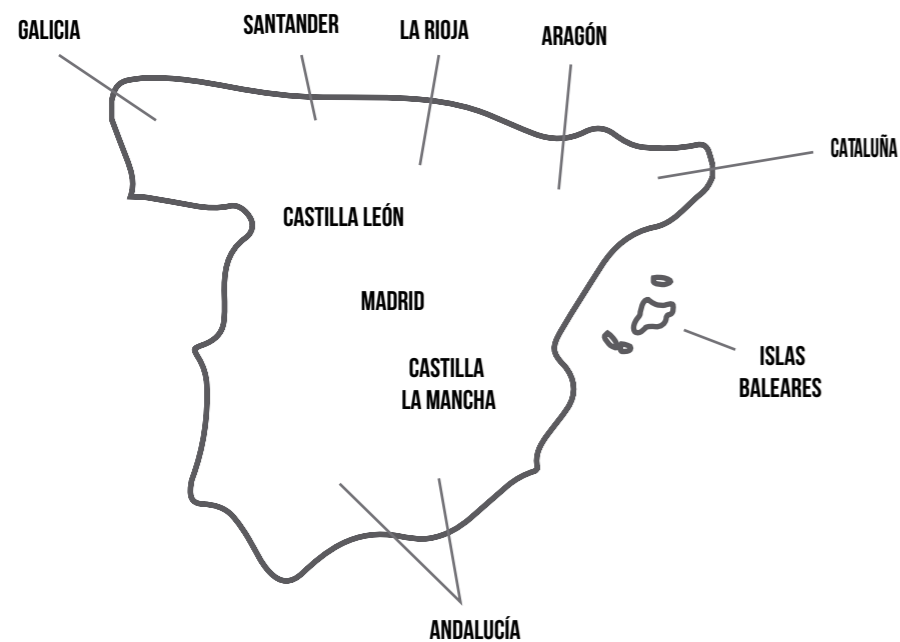 GALICIA
SANTANDER
LA RIOJA
ARAGÓN
CATALUÑA
CASTILLA LEÓN
MADRID
CASTILLA
LA MANCHA
ISLAS
BALEARES
ANDALUCÍA